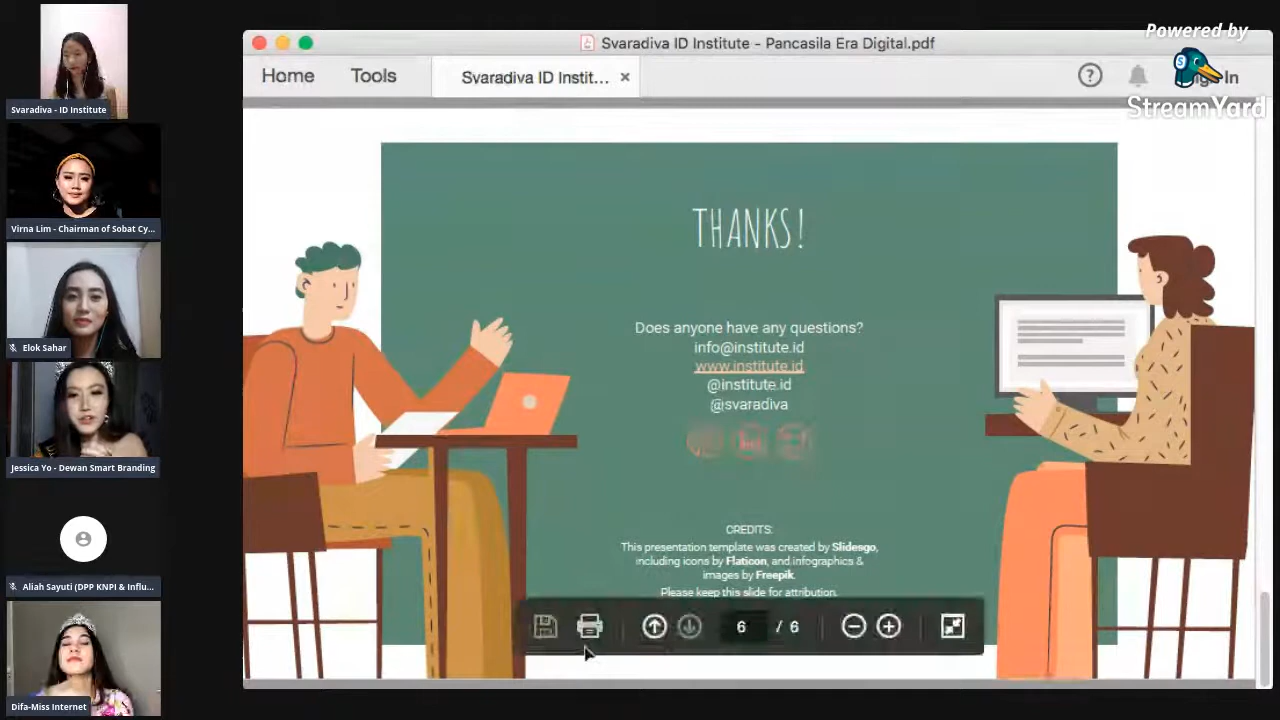 Svaradiva - ID Institute
Virna Lim - Chairman of Sobat Cy...
Elok Sahar
Jessica Yo - Dewan Smart Branding
Aliah Sayuti (DPP KNPI & Influ...
Difa-Miss Internet
Svaradiva ID Institute - Pancasila Era Digital.pdf
Powered by
StreamYard
Home
Tools
Svaradiva ID Instit...
In
THANKS!
Does anyone have any questions?
info@institute.id
www.institute.id
@institute.id
@svaradiva
CREDITS:
This presentation template was created by Slidesgo,
including icons by Flaticon, and infographics &
images by Freepik.
Please keep this slide for attribution.
6 / 6